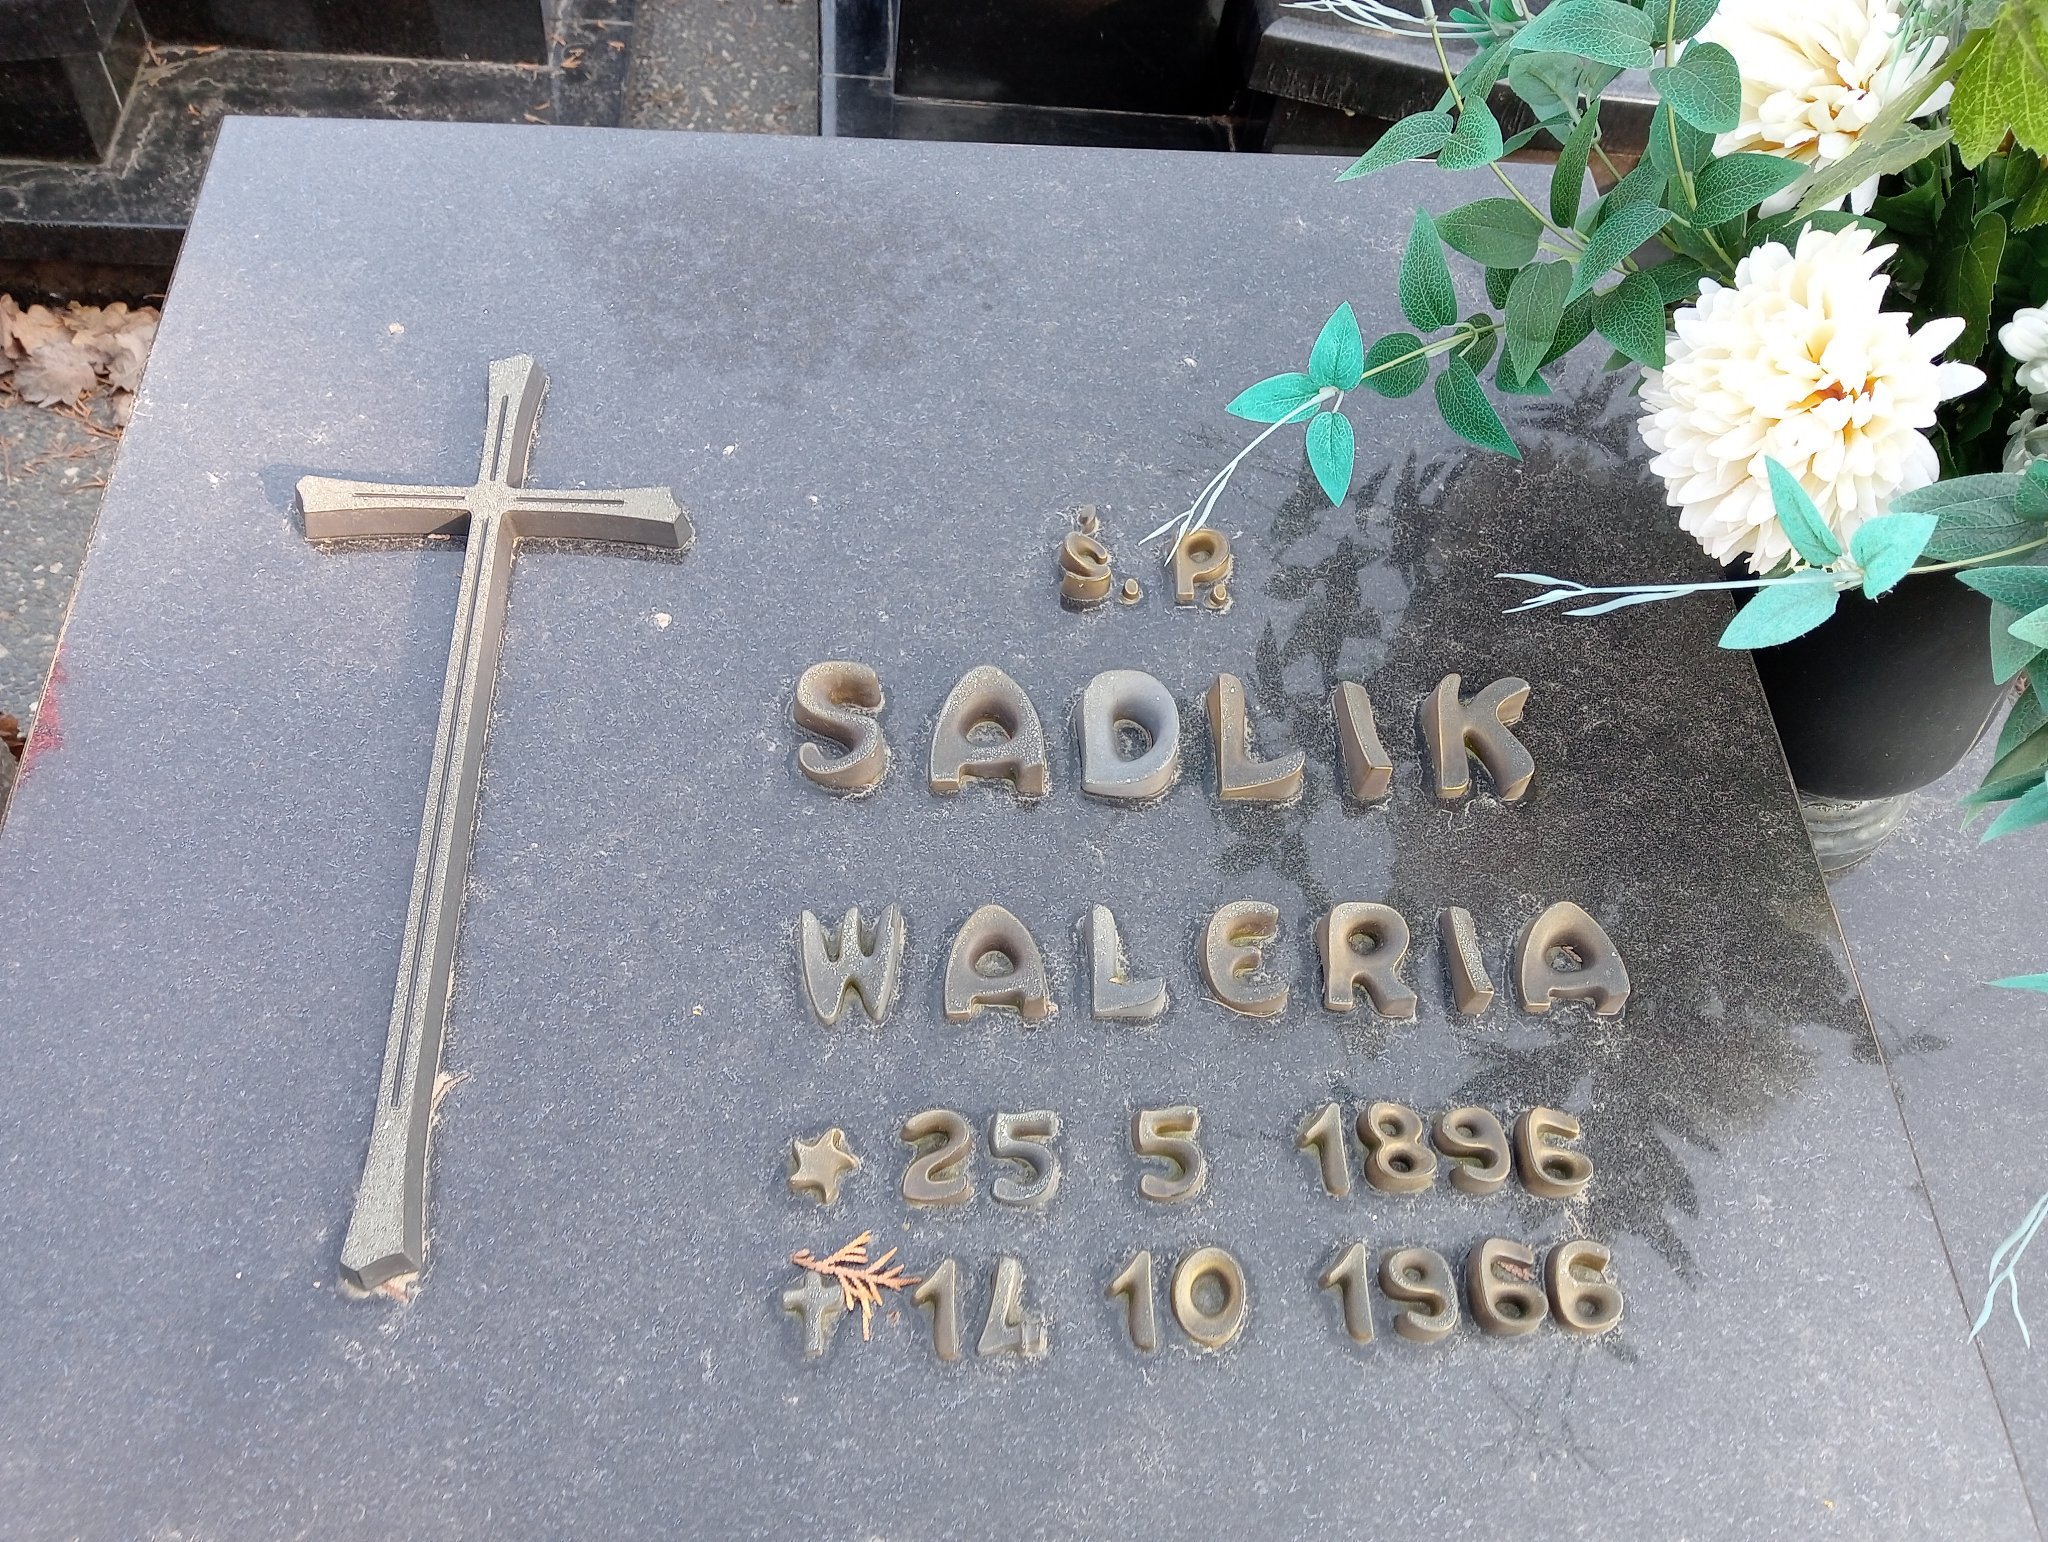 Ś. P.
SADLIK
WALERIA
* 25 5 1896
† 14 10 1966